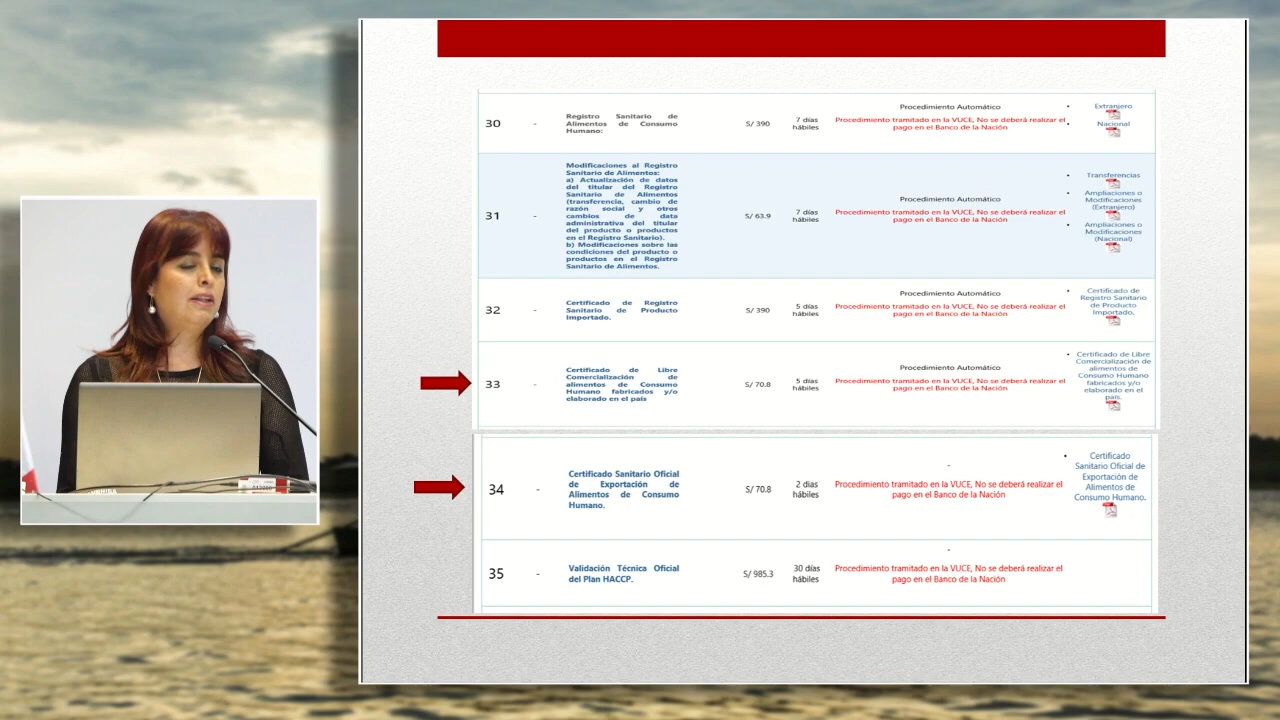 30
-
Registro Sanitario de
Alimentos de Consumo
Humano:
S/ 390
7 días
hábiles
Procedimiento Automático
Procedimiento tramitado en la VUCE, No se deberá realizar el
pago en el Banco de la Nación
• Extranjero
• Nacional
31
-
Modificaciones al Registro
Sanitario de Alimentos:
a) Actualización de datos
del titular del Registro
Sanitario de Alimentos
(transferencia, cambio de
razón social y otros
cambios de data
administrativa del titular
del producto o productos
en el Registro Sanitario).
b) Modificaciones sobre las
condiciones del producto o
productos en el Registro
Sanitario de Alimentos.
S/ 63.9
7 días
hábiles
Procedimiento Automático
Procedimiento tramitado en la VUCE, No se deberá realizar el
pago en el Banco de la Nación
• Transferencias
• Ampliaciones o
Modificaciones
(Extranjero)
• Ampliaciones o
Modificaciones
(Nacional)
32
-
Certificado de Registro
Sanitario de Producto
Importado.
S/ 390
5 días
hábiles
Procedimiento Automático
Procedimiento tramitado en la VUCE, No se deberá realizar el
pago en el Banco de la Nación
• Certificado de
Registro Sanitario
de Producto
Importado.
33
-
Certificado de Libre
Comercialización de
alimentos de Consumo
Humano fabricados y/o
elaborado en el país
S/ 70.8
5 días
hábiles
Procedimiento Automático
Procedimiento tramitado en la VUCE, No se deberá realizar el
pago en el Banco de la Nación
• Certificado de Libre
Comercialización de
alimentos de
Consumo Humano
fabricados y/o
elaborado en el
país.
34
-
Certificado Sanitario Oficial
de Exportación de
Alimentos de Consumo
Humano.
S/ 70.8
2 días
hábiles
-
Procedimiento tramitado en la VUCE, No se deberá realizar el
pago en el Banco de la Nación
• Certificado
Sanitario Oficial de
Exportación de
Alimentos de
Consumo Humano.
35
-
Validación Técnica Oficial
del Plan HACCP.
S/ 985.3
30 días
hábiles
-
Procedimiento tramitado en la VUCE, No se deberá realizar el
pago en el Banco de la Nación